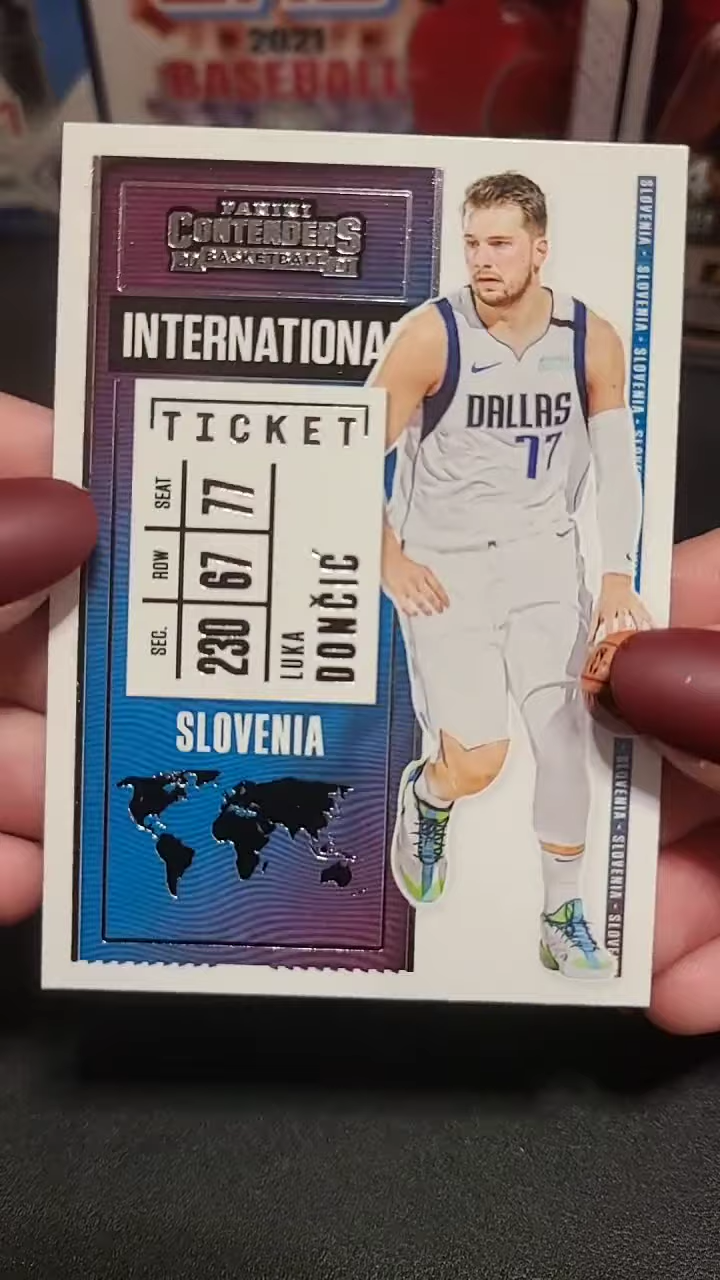 2021
BASEBALL
PANINI
CONTENDERS
BASKETBALL
INTERNATIONA
TICKET
SEAT 77
ROW 67
SEC. 230
LUKA
DONČIĆ
SLOVENIA
DALLAS
77
SLOVENIA • SLOVENIA • SLOVENIA • SLOVE
SLOVENIA • SLOVENIA • SLOVE